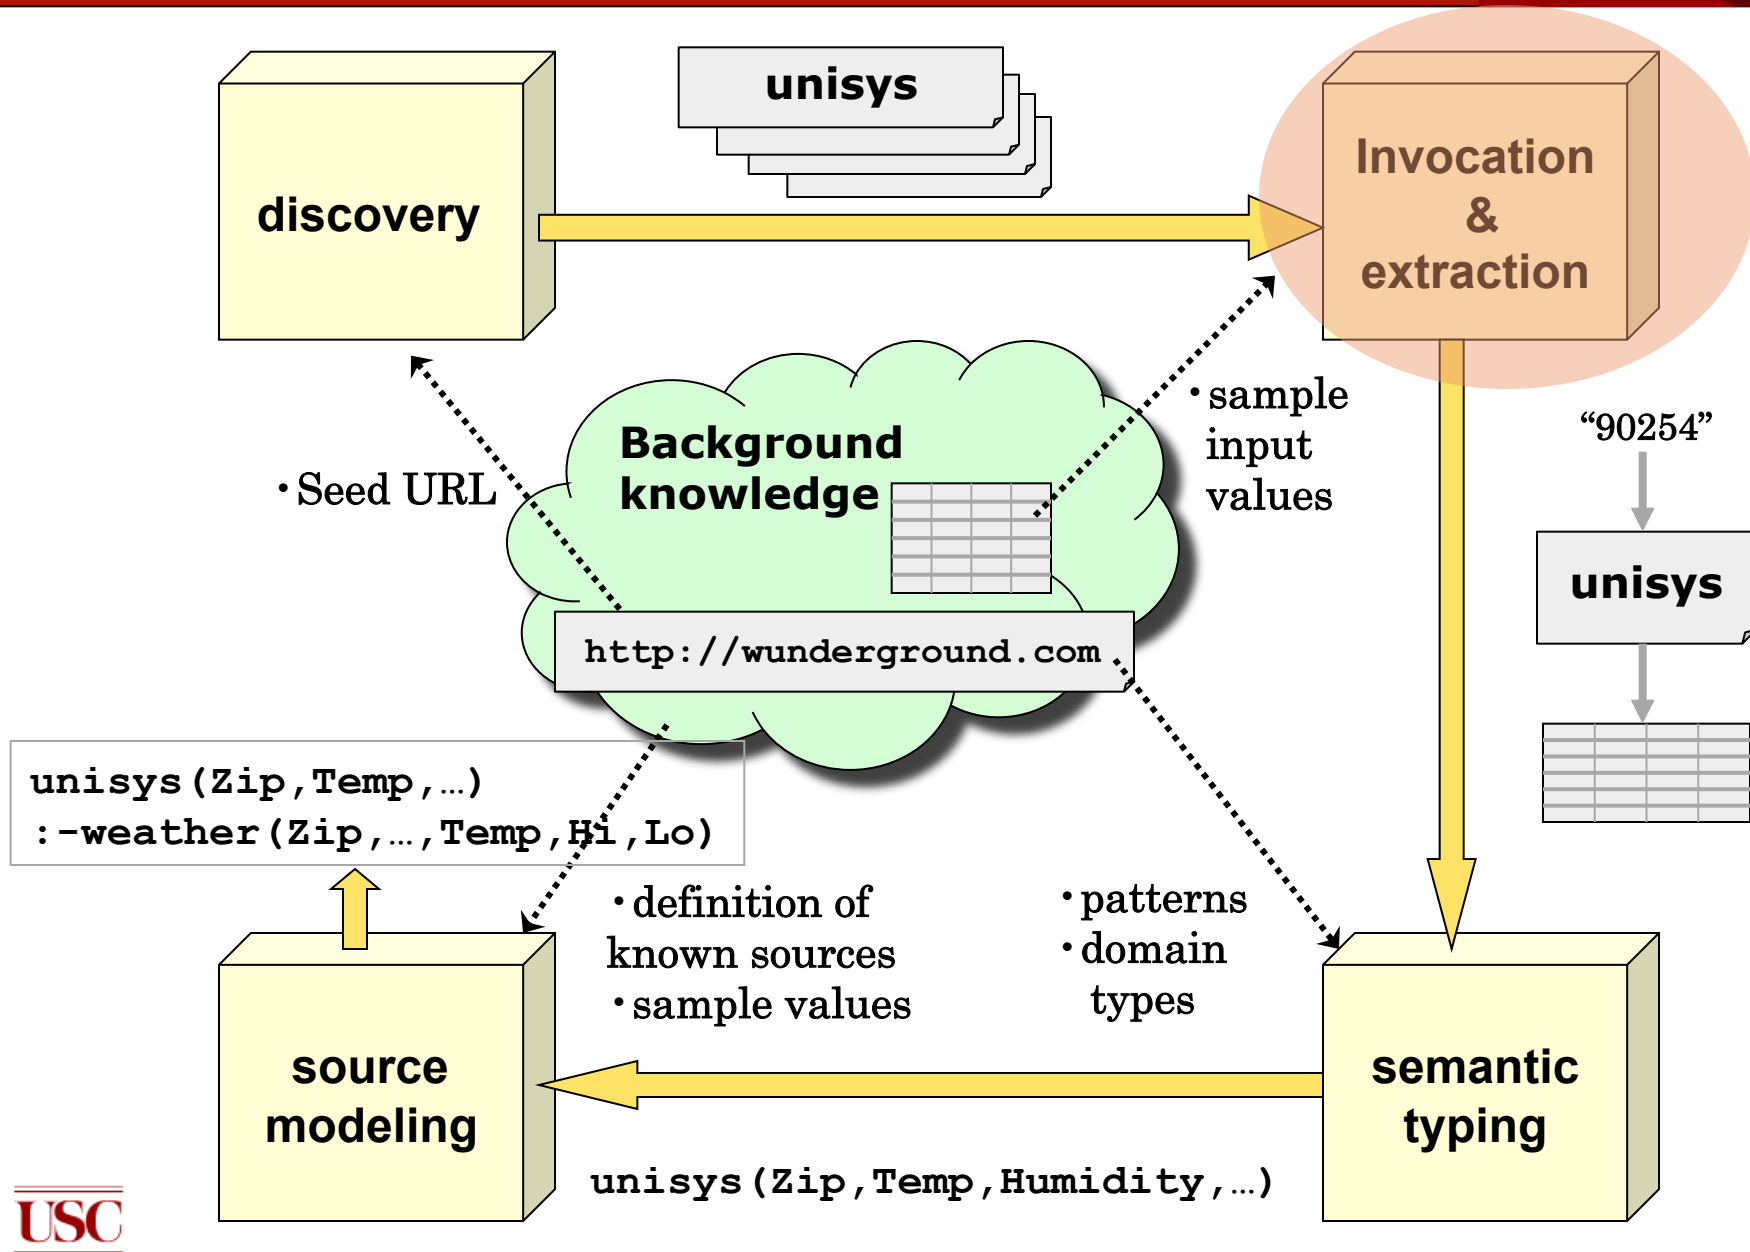 unisys
discovery
Invocation
&
extraction
• sample
input
values
"90254"
Background
knowledge
• Seed URL
unisys
http://wunderground.com
unisys(Zip,Temp,…)
:-weather(Zip,…,Temp,Hi,Lo)
• definition of
known sources
• sample values
• patterns
• domain
types
source
modeling
semantic
typing
unisys(Zip,Temp,Humidity,…)
USC